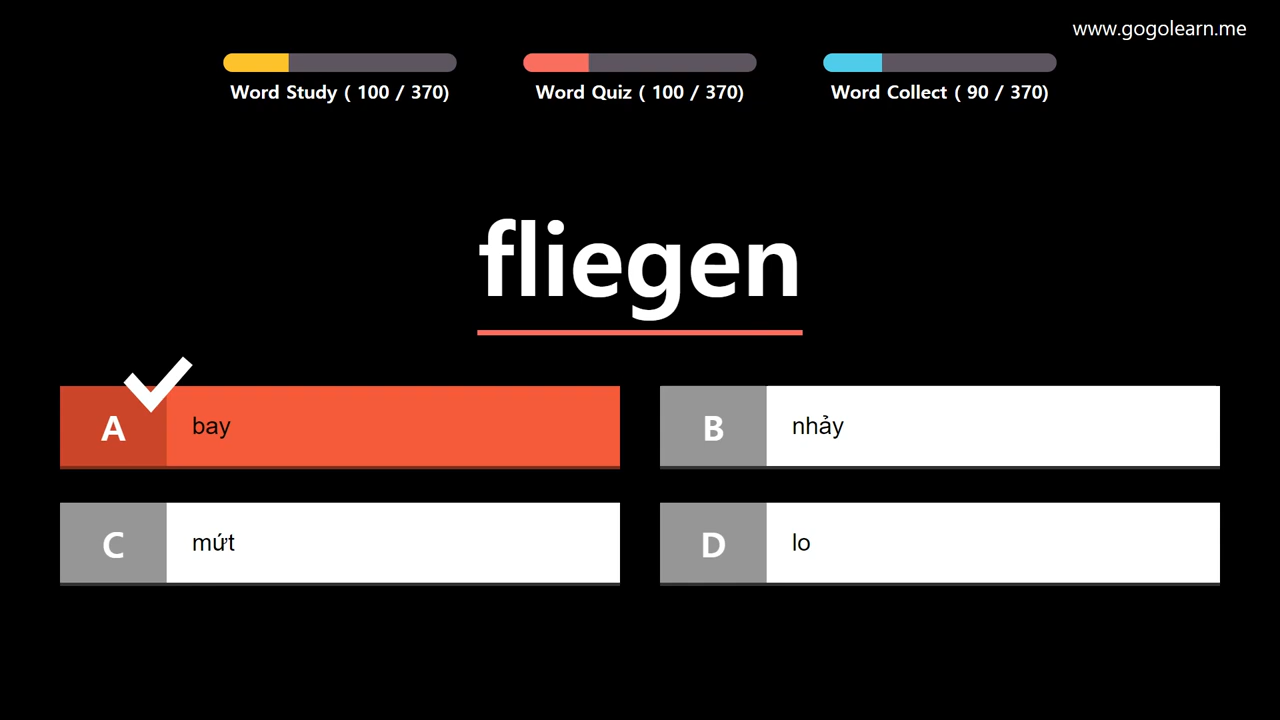 www.gogolearn.me
Word Study ( 100 / 370)
Word Quiz ( 100 / 370)
Word Collect ( 90 / 370)
fliegen
A bay
B nhảy
C mứt
D lo